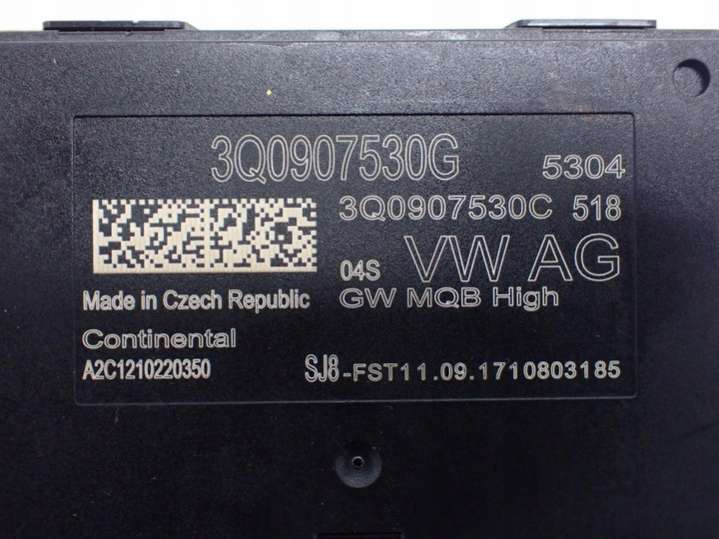 3Q0907530G 5304
3Q0907530C 518
04S VW AG
Made in Czech Republic GW MQB High
Continental
A2C1210220350 SJ8-FST11.09.1710803185